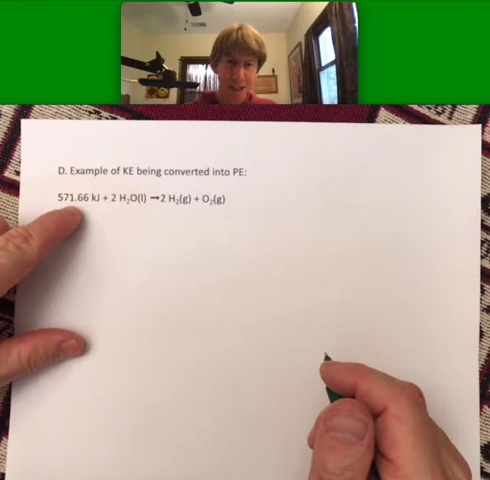 D. Example of KE being converted into PE:
571.66 kJ + 2 H₂O(l) → 2 H₂(g) + O₂(g)